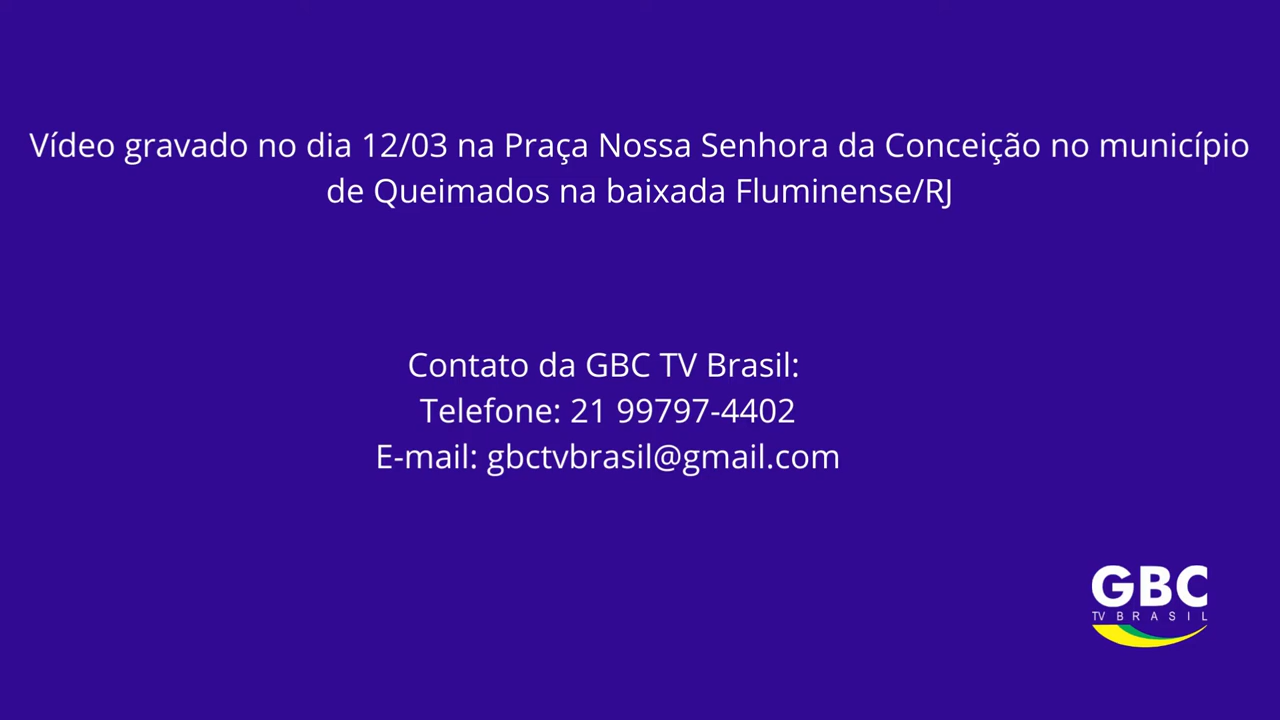 Vídeo gravado no dia 12/03 na Praça Nossa Senhora da Conceição no município
de Queimados na baixada Fluminense/RJ
Contato da GBC TV Brasil:
Telefone: 21 99797-4402
E-mail: gbctvbrasil@gmail.com
GBC
TV BRASIL